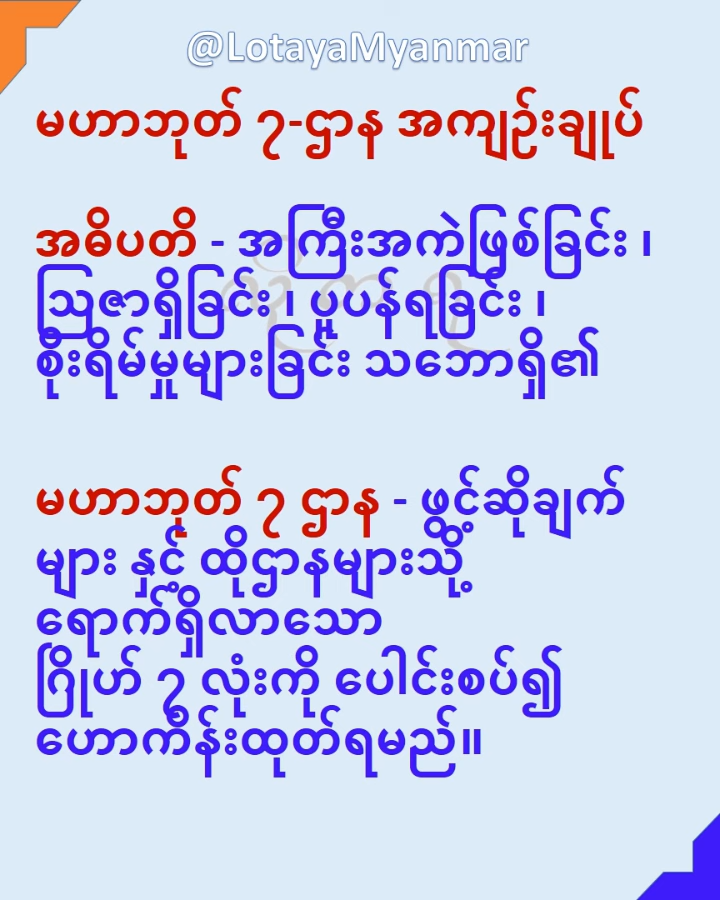 @LotayaMyanmar
မဟာဘုတ် ၇-ဌာန အကျဉ်းချုပ်
အဓိပတိ - အကြီးအကဲဖြစ်ခြင်း ၊
ဩဇာရှိခြင်း ၊ ပူပန်ရခြင်း ၊
စိုးရိမ်မှုများခြင်း သဘောရှိ၏
မဟာဘုတ် ၇ ဌာန - ဖွင့်ဆိုချက်
များ နှင့် ထိုဌာနများသို့
ရောက်ရှိလာသော
ဂြိုဟ် ၇ လုံးကို ပေါင်းစပ်၍
ဟောကိန်းထုတ်ရမည်။